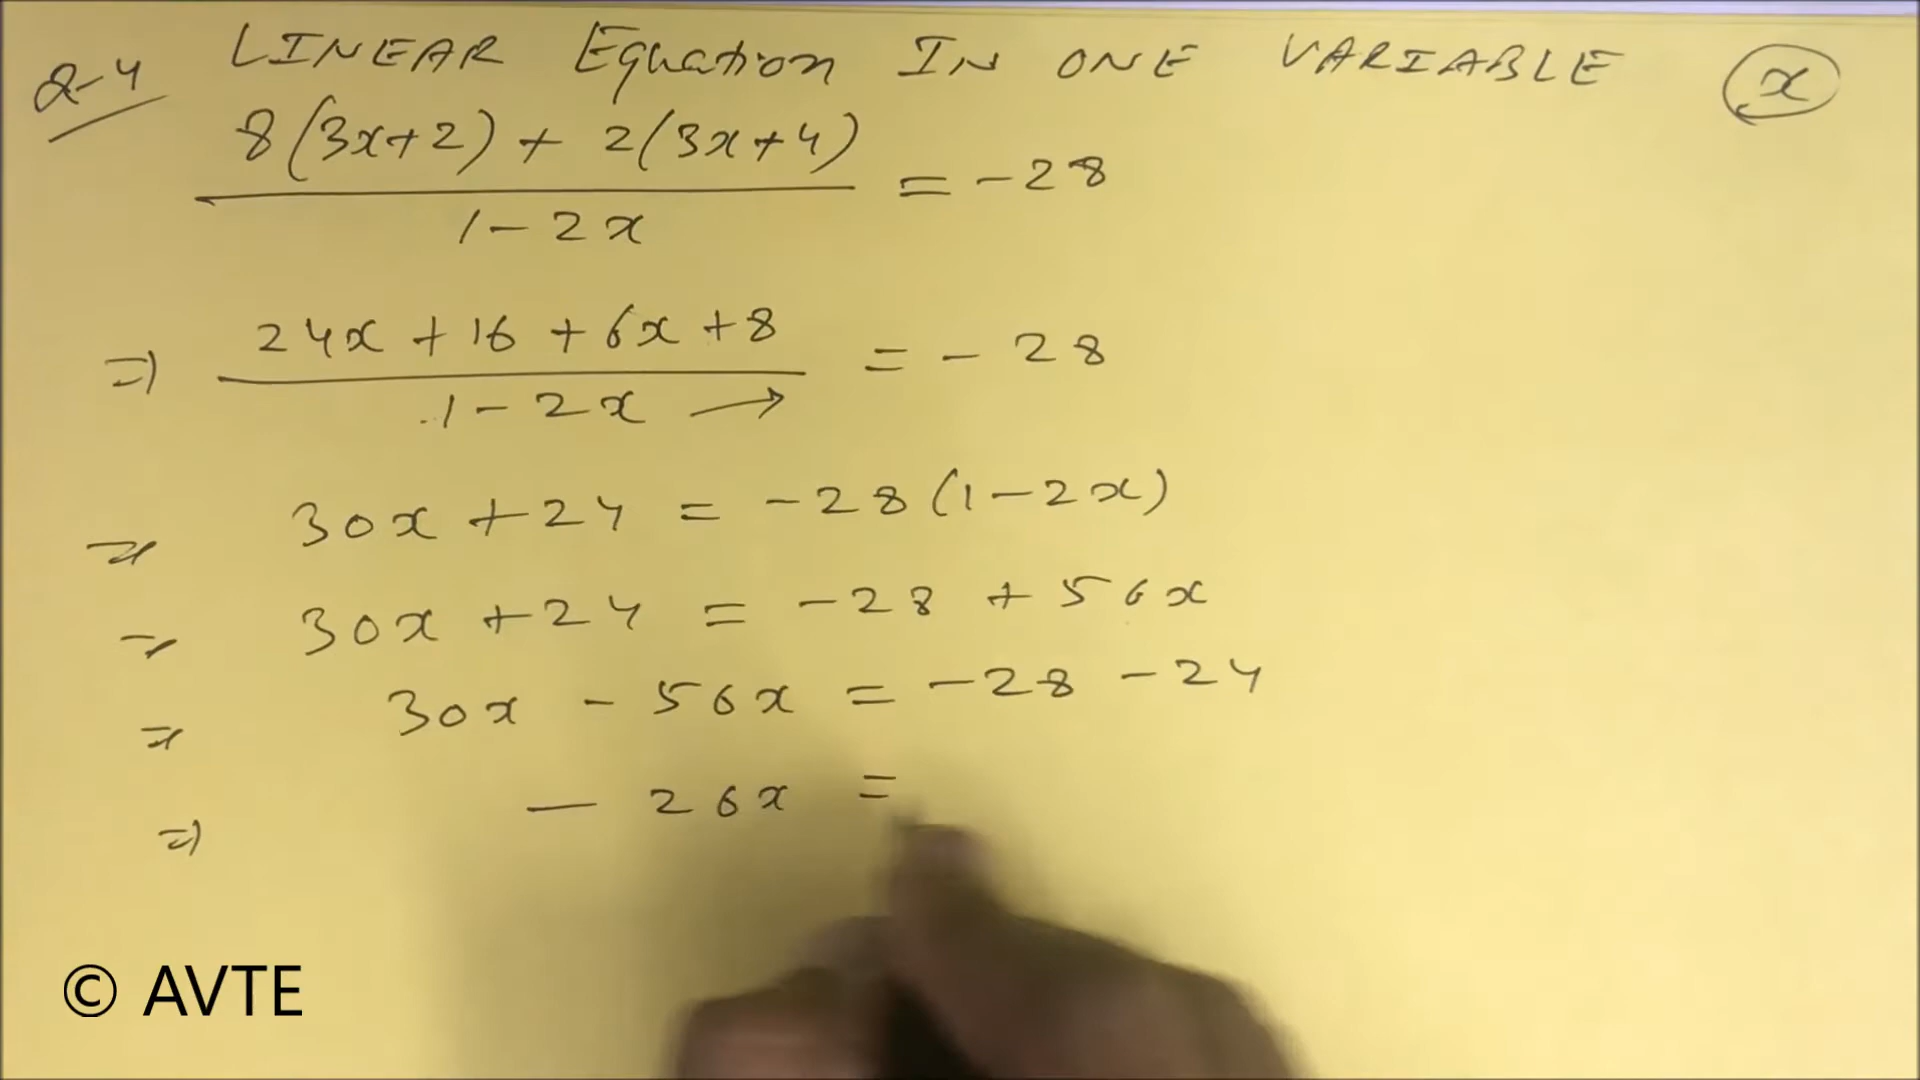 Q-4 LINEAR Equation IN ONE VARIABLE x
8(3x+2) + 2(3x+4)
1-2x
= -28
=> 24x + 16 + 6x + 8
1-2x →
= - 28
=> 30x + 24 = -28(1-2x)
=> 30x + 24 = -28 + 56x
=> 30x - 56x = -28 - 24
=> - 26x =
© AVTE